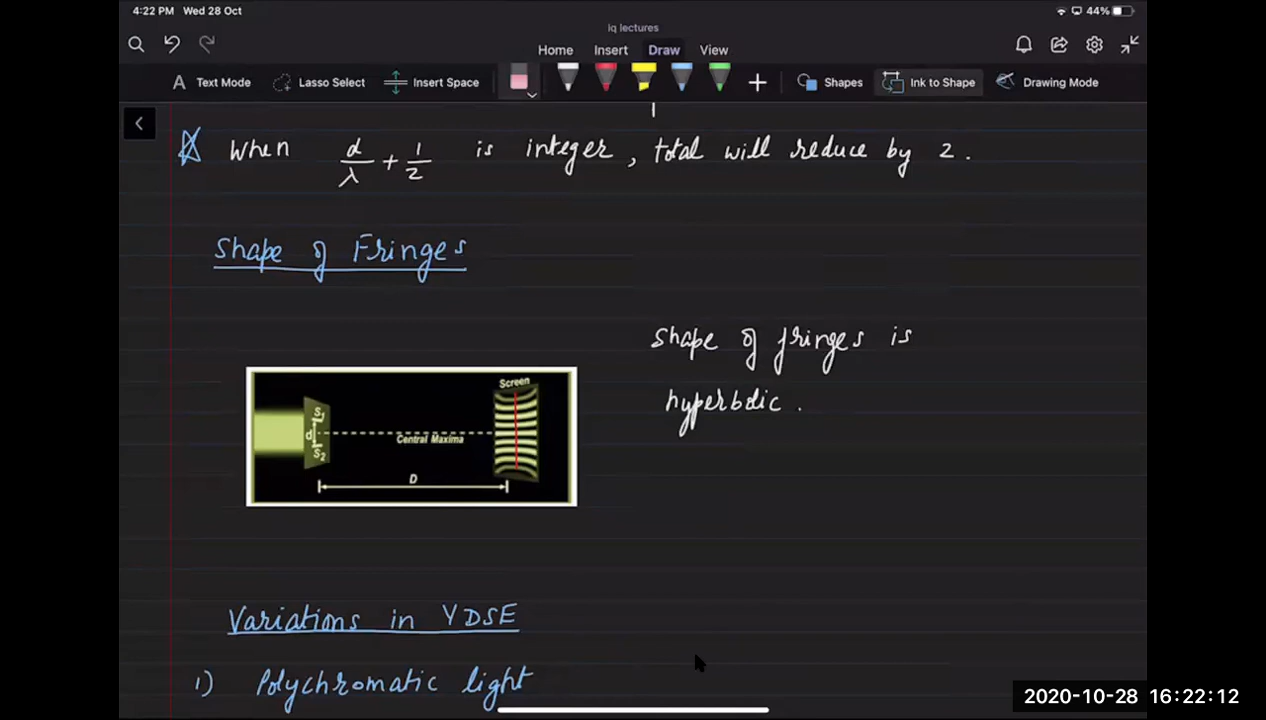 4:22 PM Wed 28 Oct
44%
iq lectures
Home Insert Draw View
Text Mode Lasso Select Insert Space Shapes Ink to Shape Drawing Mode
When d/λ + 1/2 is integer, total will reduce by 2.
Shape of Fringes
Shape of fringes is
hyperbolic.
Screen
S1
d
Central Maxima
S2
D
Variations in YDSE
1) Polychromatic light
2020-10-28 16:22:12